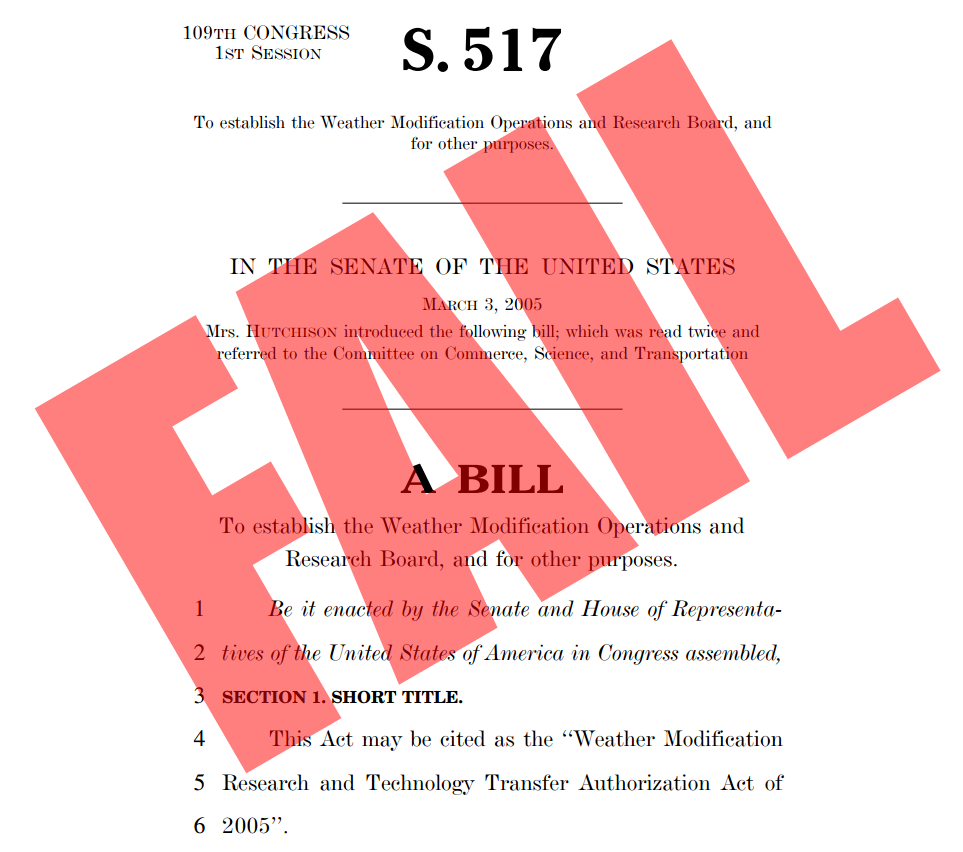 109TH CONGRESS
1ST SESSION
S. 517
To establish the Weather Modification Operations and Research Board, and
for other purposes.
IN THE SENATE OF THE UNITED STATES
MARCH 3, 2005
Mrs. HUTCHISON introduced the following bill; which was read twice and
referred to the Committee on Commerce, Science, and Transportation
A BILL
To establish the Weather Modification Operations and
Research Board, and for other purposes.
1 Be it enacted by the Senate and House of Representa-
2 tives of the United States of America in Congress assembled,
3 SECTION 1. SHORT TITLE.
4 This Act may be cited as the ‘‘Weather Modification
5 Research and Technology Transfer Authorization Act of
6 2005’’.
FAIL